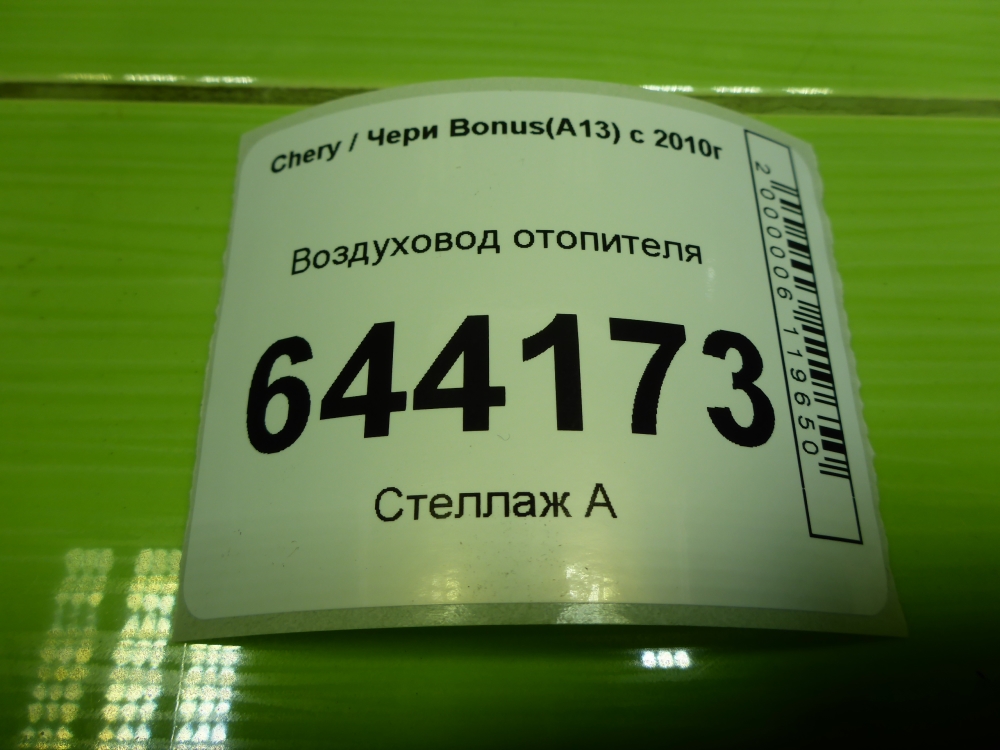 Chery / Чери Bonus(A13) с 2010г
Воздуховод отопителя
644173
Стеллаж А
2000006119650